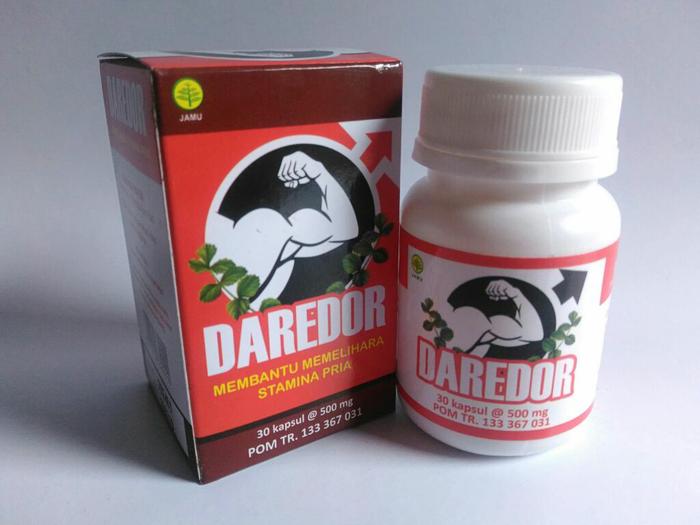 DAREDOR
JAMU
DAREDOR
MEMBANTU MEMELIHARA
STAMINA PRIA
30 kapsul @ 500 mg
POM TR. 133 367 031
JAMU
DAREDOR
30 kapsul @ 500 mg
POM TR. 133 367 031